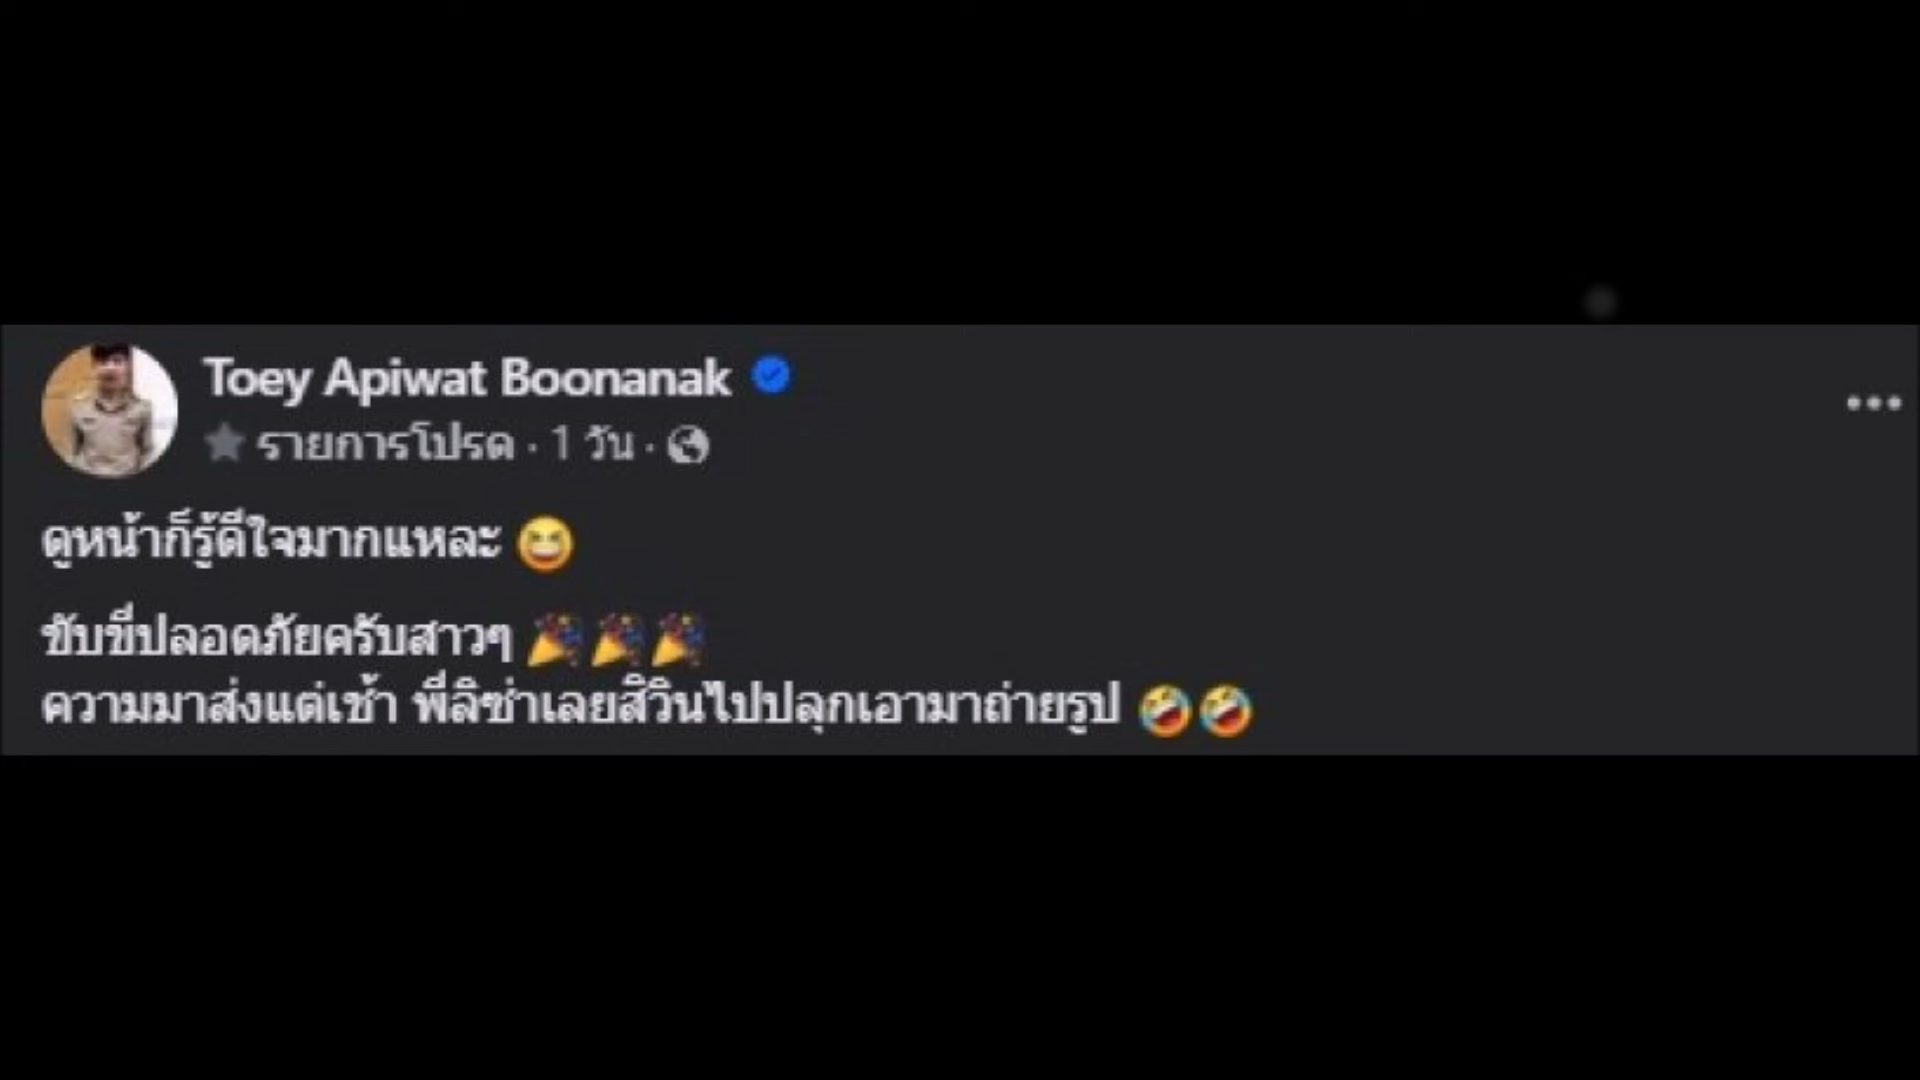 Toey Apiwat Boonanak
รายการโปรด · 1 วัน ·
ดูหน้าก็รู้ดีใจมากแหละ 😆
ขับขี่ปลอดภัยครับสาวๆ 🎉🎉🎉
ความมาส่งแต่เช้า พี่ลิซ่าเลยสิวินไปปลุกเอามาถ่ายรูป 🤣🤣